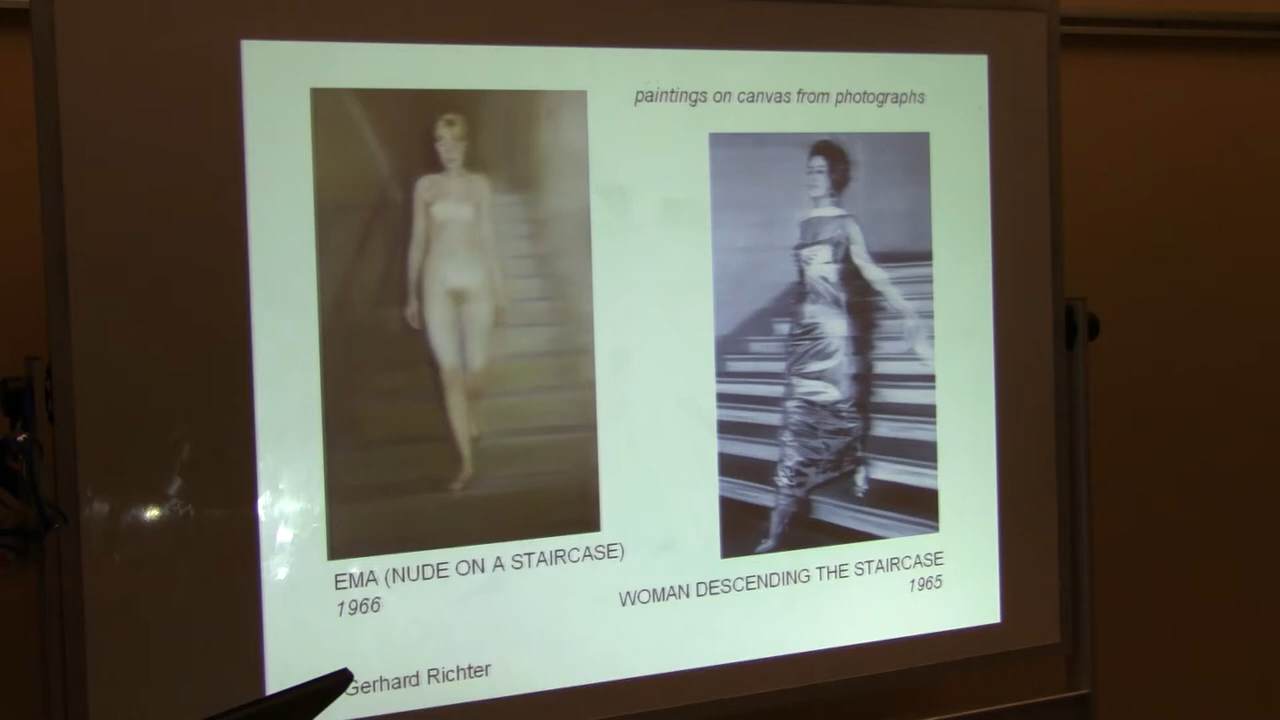 paintings on canvas from photographs
EMA (NUDE ON A STAIRCASE)
1966
WOMAN DESCENDING THE STAIRCASE
1965
Gerhard Richter